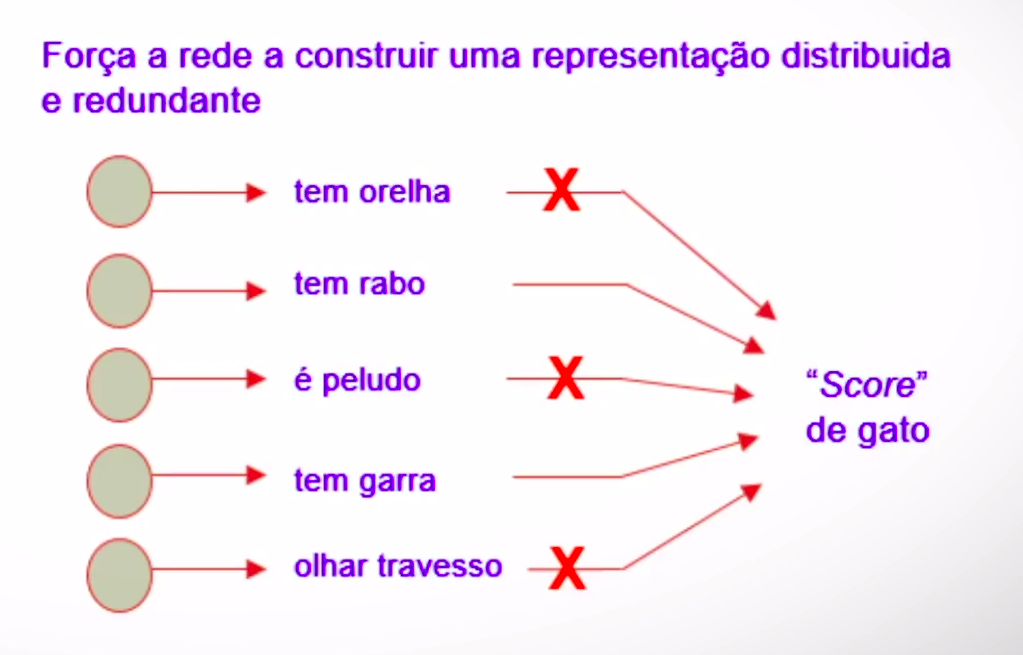 Força a rede a construir uma representação distribuida
e redundante
tem orelha
X
tem rabo
é peludo
X
tem garra
olhar travesso
X
“Score”
de gato